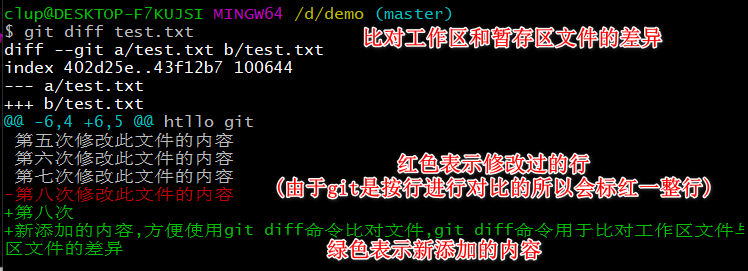 clup@DESKTOP-F7KUJSI MINGW64 /d/demo (master)
$ git diff test.txt
比对工作区和暂存区文件的差异
diff --git a/test.txt b/test.txt
index 402d25e..43f12b7 100644
--- a/test.txt
+++ b/test.txt
@@ -6,4 +6,5 @@ htllo git
第五次修改此文件的内容
第六次修改此文件的内容
红色表示修改过的行
第七次修改此文件的内容
(由于git是按行进行对比的所以会标红一整行)
-第八次修改此文件的内容
+第八次
+新添加的内容,方便使用git diff命令比对文件,git diff命令用于比对工作区文件与
区文件的差异
绿色表示新添加的内容